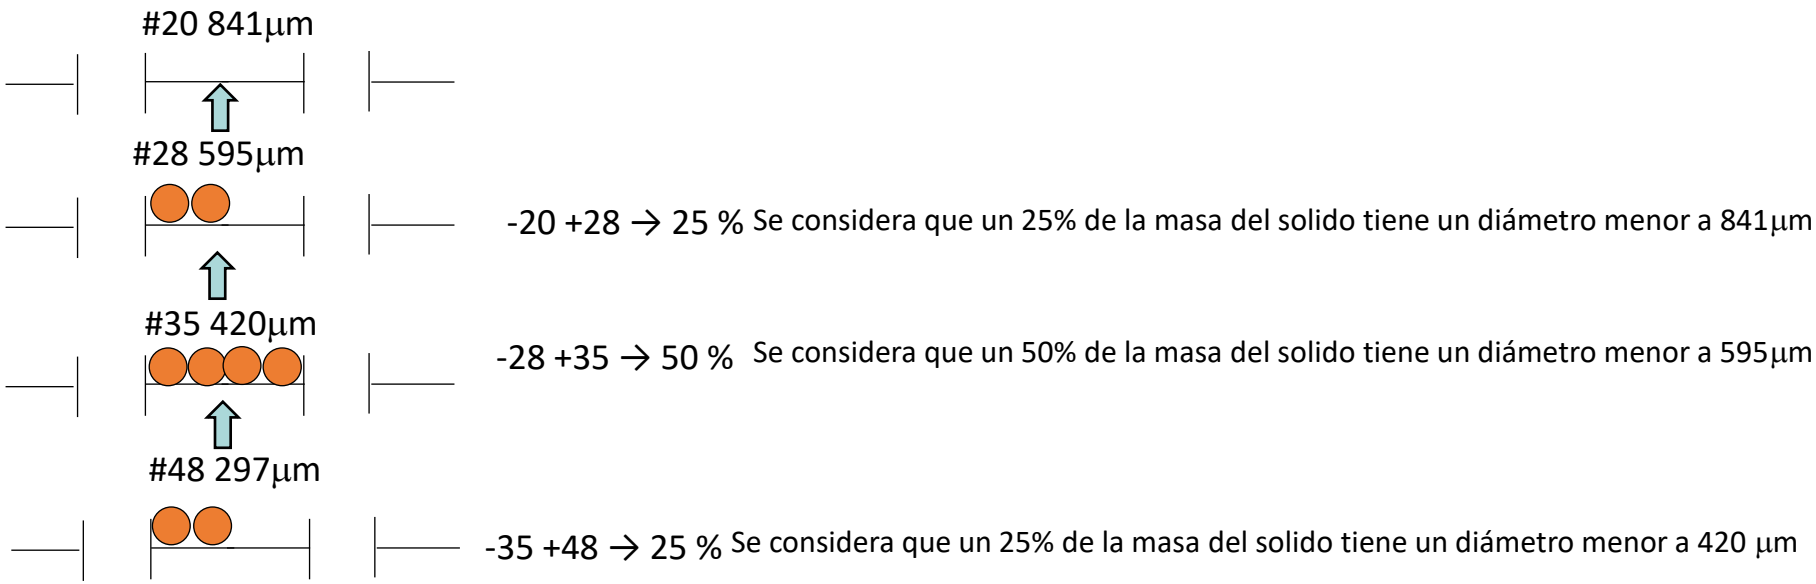 #20 841μm
#28 595μm
-20 +28 → 25 % Se considera que un 25% de la masa del solido tiene un diámetro menor a 841μm
#35 420μm
-28 +35 → 50 % Se considera que un 50% de la masa del solido tiene un diámetro menor a 595μm
#48 297μm
-35 +48 → 25 % Se considera que un 25% de la masa del solido tiene un diámetro menor a 420 μm